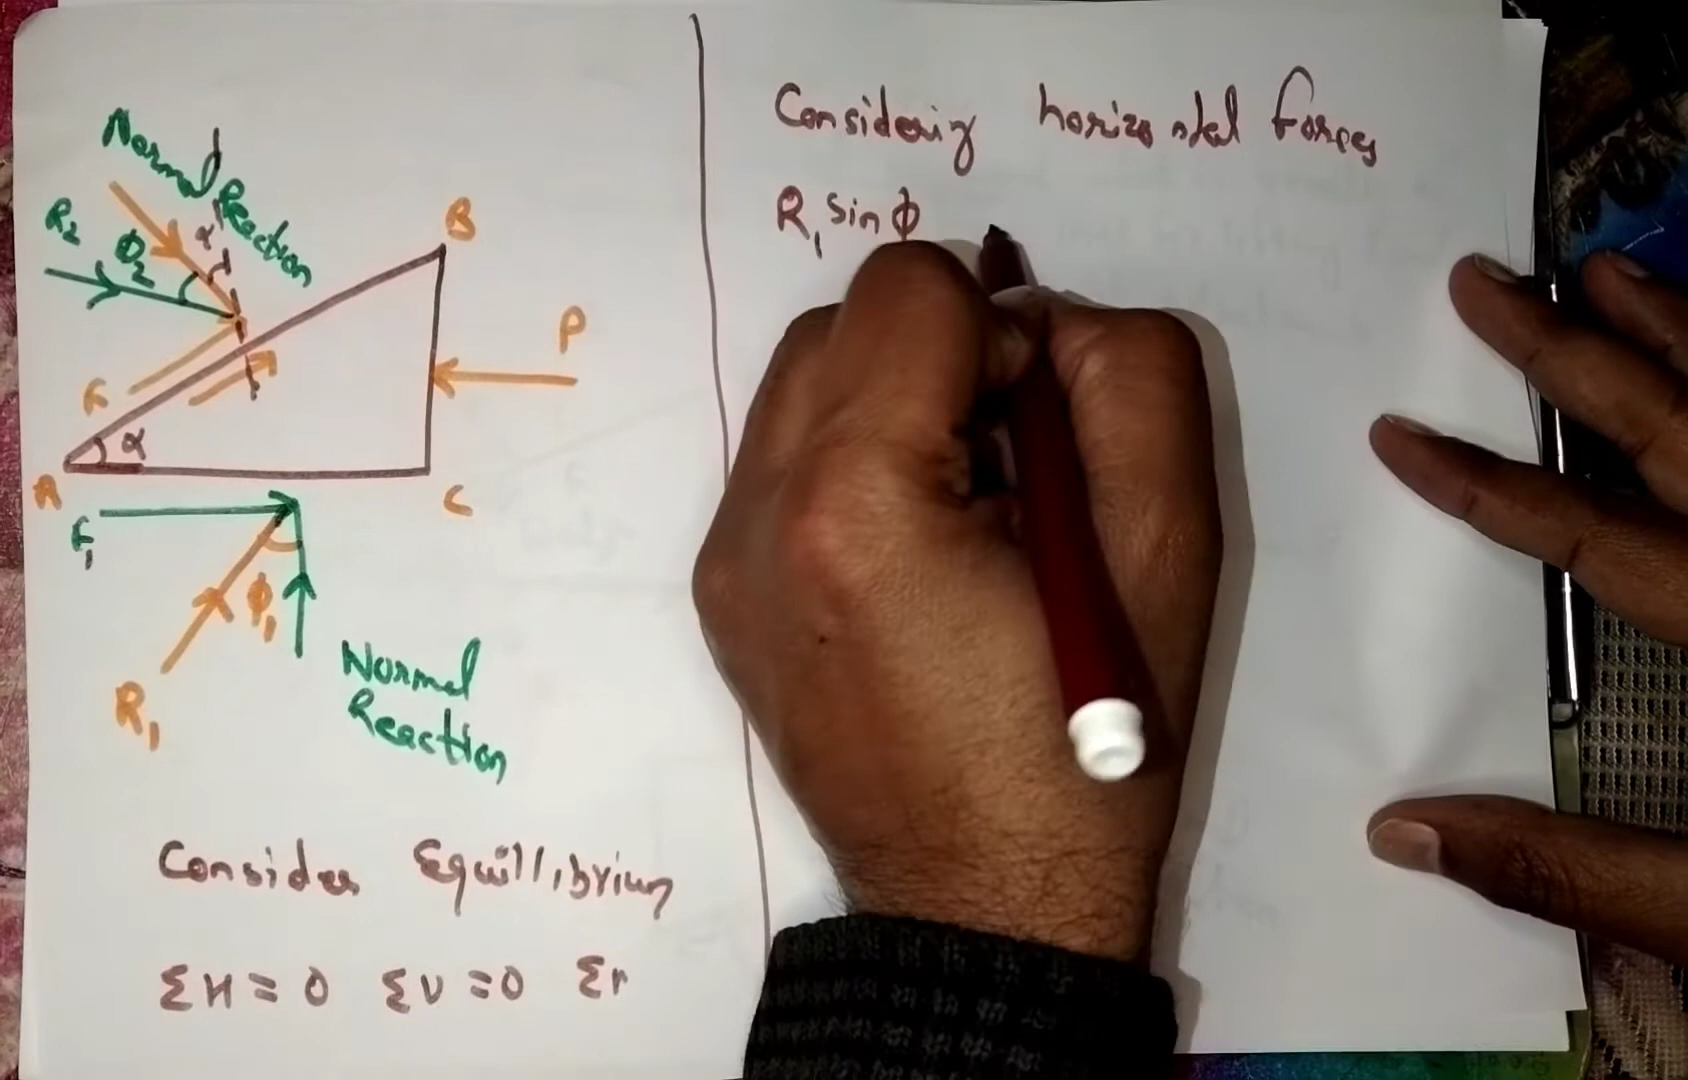 Normal Reaction
R2
Φ2
α
B
P
F
α
A
C
F1
Φ1
R1
Normal
Reaction
Consider Equillibrium
ΣH = 0 ΣV = 0 Σ
Considering horizontal forces
R1 sin Φ